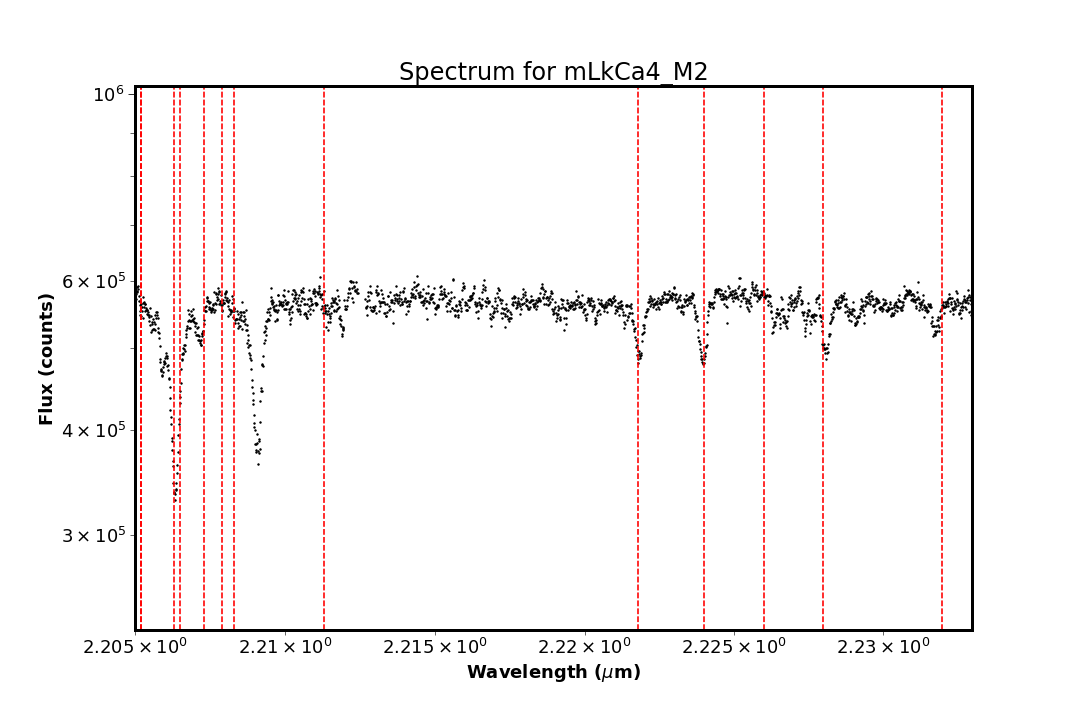 Spectrum for mLkCa4_M2
10⁶
6 × 10⁵
4 × 10⁵
3 × 10⁵
Flux (counts)
2.205 × 10⁰ 2.21 × 10⁰ 2.215 × 10⁰ 2.22 × 10⁰ 2.225 × 10⁰ 2.23 × 10⁰
Wavelength (μm)